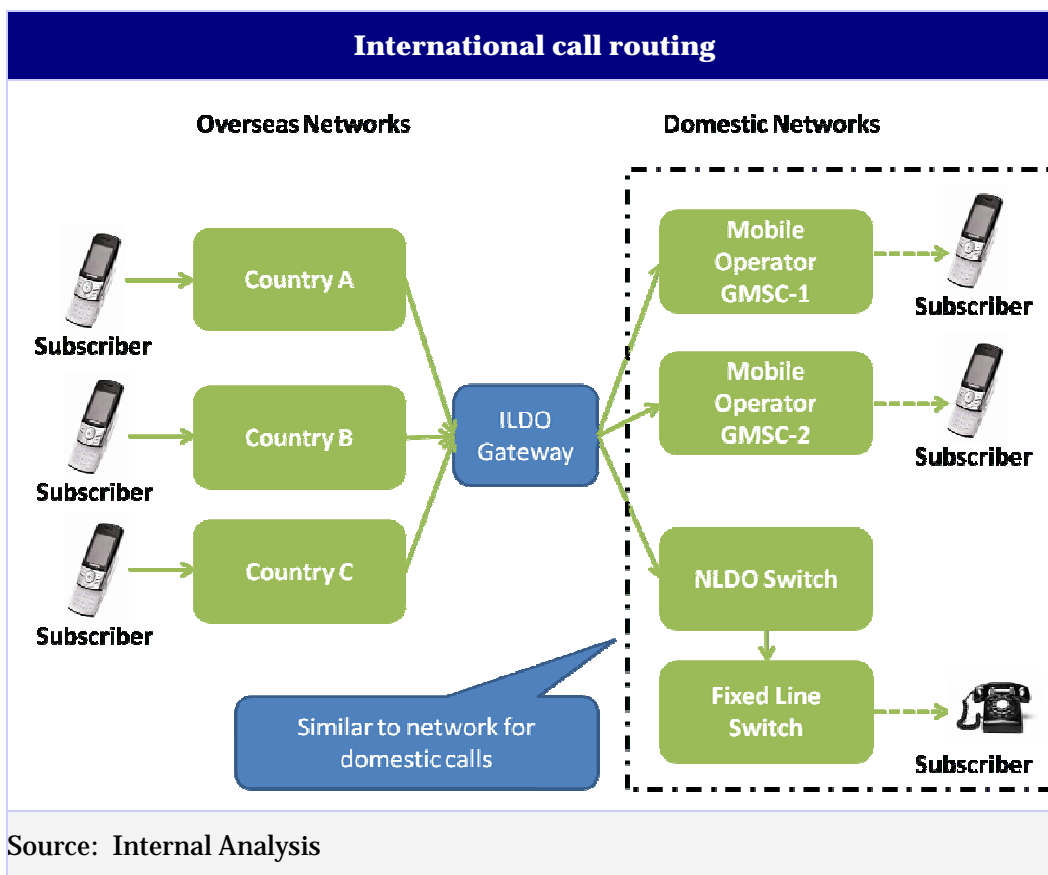 International call routing
Overseas Networks
Domestic Networks
Country A
Subscriber
Country B
Subscriber
Country C
Subscriber
ILDO
Gateway
Mobile
Operator
GMSC-1
Subscriber
Mobile
Operator
GMSC-2
Subscriber
NLDO Switch
Fixed Line
Switch
Subscriber
Similar to network for
domestic calls
Source: Internal Analysis